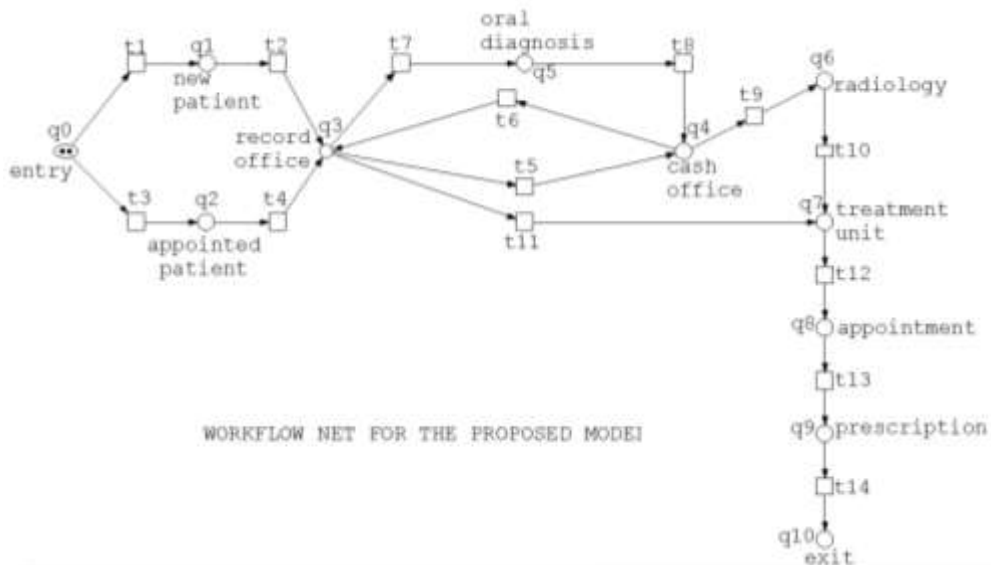 oral
diagnosis
t1 q1 t2 t7 t8 q6
q5
new
patient
t9 radiology
q0 q3 t6 q4
record
office
cash
office
t10
entry
t5
t3 q2 t4 q7 treatment
unit
t11
appointed
patient
t12
q8 appointment
t13
WORKFLOW NET FOR THE PROPOSED MODEl
q9 prescription
t14
q10
exit